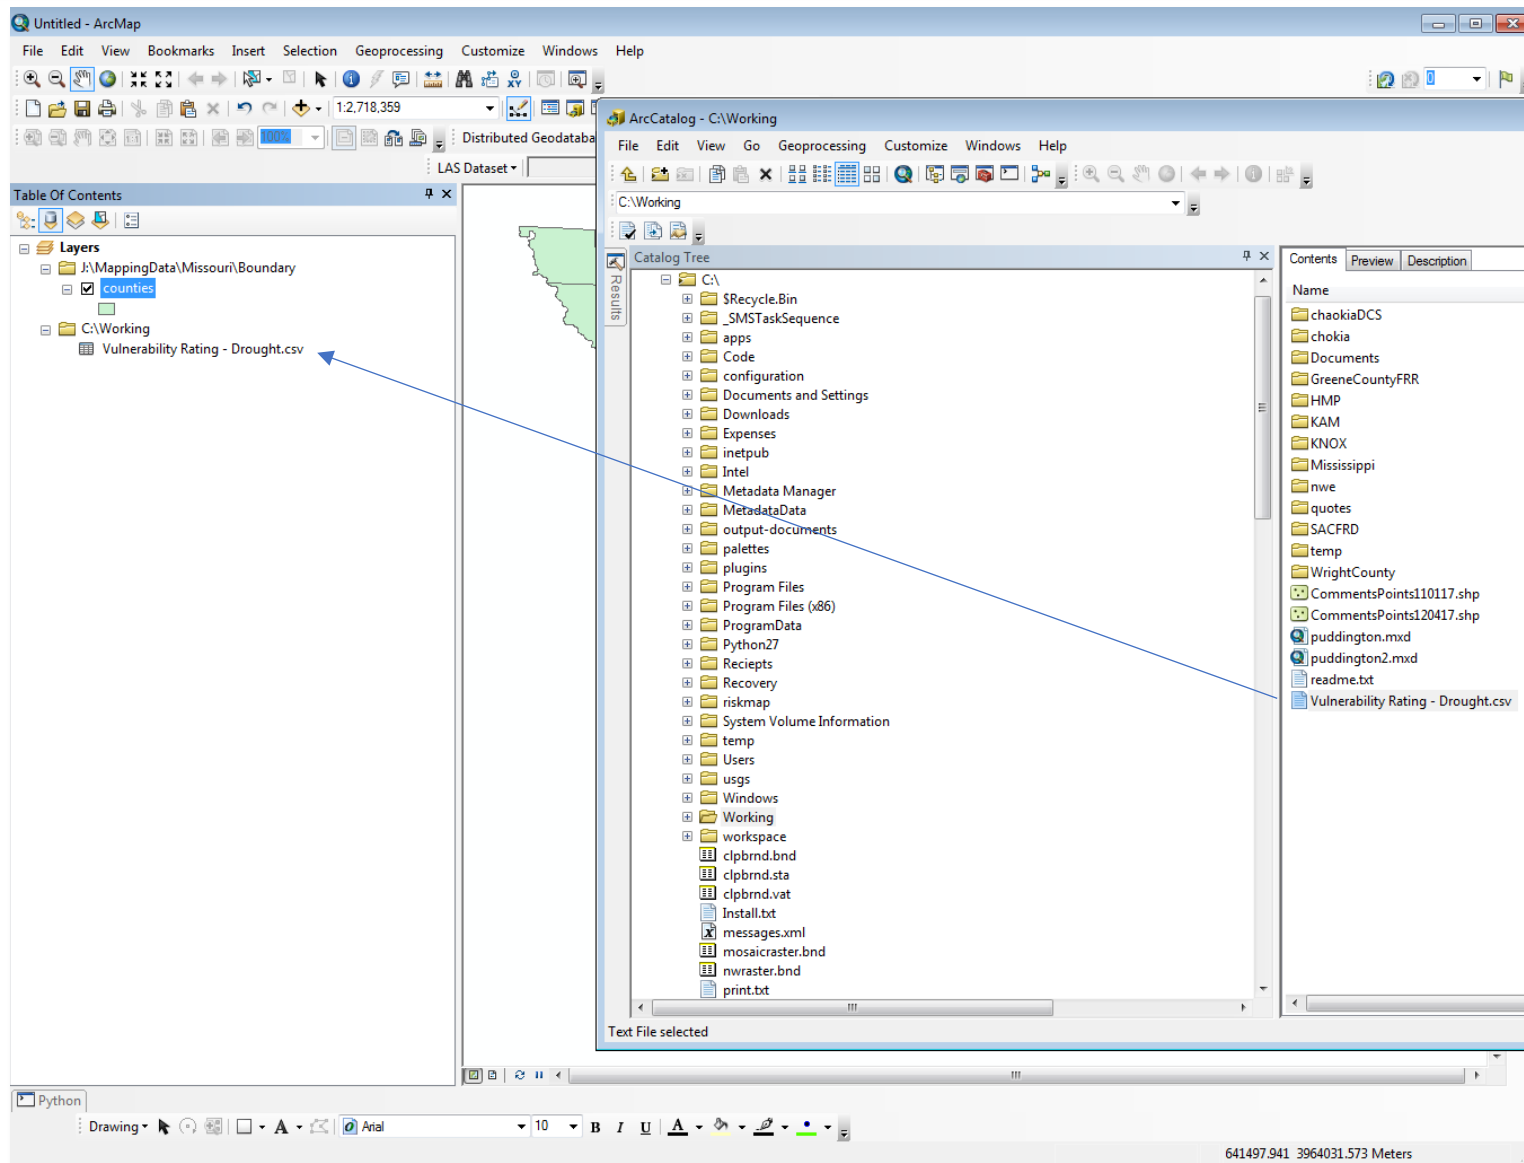 Untitled - ArcMap
File Edit View Bookmarks Insert Selection Geoprocessing Customize Windows Help
0
1:2,718,359
100%
Distributed Geodataba
LAS Dataset
Table Of Contents
Layers
J:\MappingData\Missouri\Boundary
counties
C:\Working
Vulnerability Rating - Drought.csv
ArcCatalog - C:\Working
File Edit View Go Geoprocessing Customize Windows Help
C:\Working
Results
Catalog Tree
C:\
$Recycle.Bin
_SMSTaskSequence
apps
Code
configuration
Documents and Settings
Downloads
Expenses
inetpub
Intel
Metadata Manager
MetadataData
output-documents
palettes
plugins
Program Files
Program Files (x86)
ProgramData
Python27
Reciepts
Recovery
riskmap
System Volume Information
temp
Users
usgs
Windows
Working
workspace
clpbrnd.bnd
clpbrnd.sta
clpbrnd.vat
Install.txt
messages.xml
mosaicraster.bnd
nwraster.bnd
print.txt
Contents Preview Description
Name
chaokiaDCS
chokia
Documents
GreeneCountyFRR
HMP
KAM
KNOX
Mississippi
nwe
quotes
SACFRD
temp
WrightCounty
CommentsPoints110117.shp
CommentsPoints120417.shp
puddington.mxd
puddington2.mxd
readme.txt
Vulnerability Rating - Drought.csv
Text File selected
Python
Drawing A Arial 10 B I U A
641497.941 3964031.573 Meters